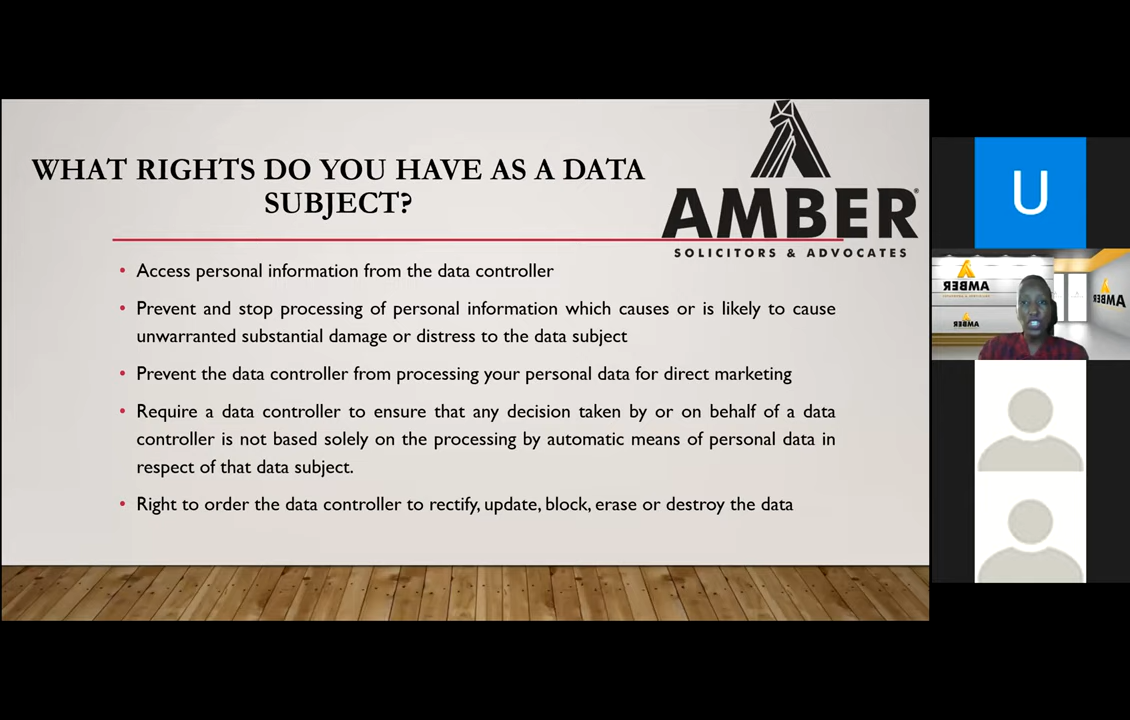 WHAT RIGHTS DO YOU HAVE AS A DATA
SUBJECT?
AMBER®
SOLICITORS & ADVOCATES
• Access personal information from the data controller
• Prevent and stop processing of personal information which causes or is likely to cause
unwarranted substantial damage or distress to the data subject
• Prevent the data controller from processing your personal data for direct marketing
• Require a data controller to ensure that any decision taken by or on behalf of a data
controller is not based solely on the processing by automatic means of personal data in
respect of that data subject.
• Right to order the data controller to rectify, update, block, erase or destroy the data
U
AMBER
AMBER
AMBER